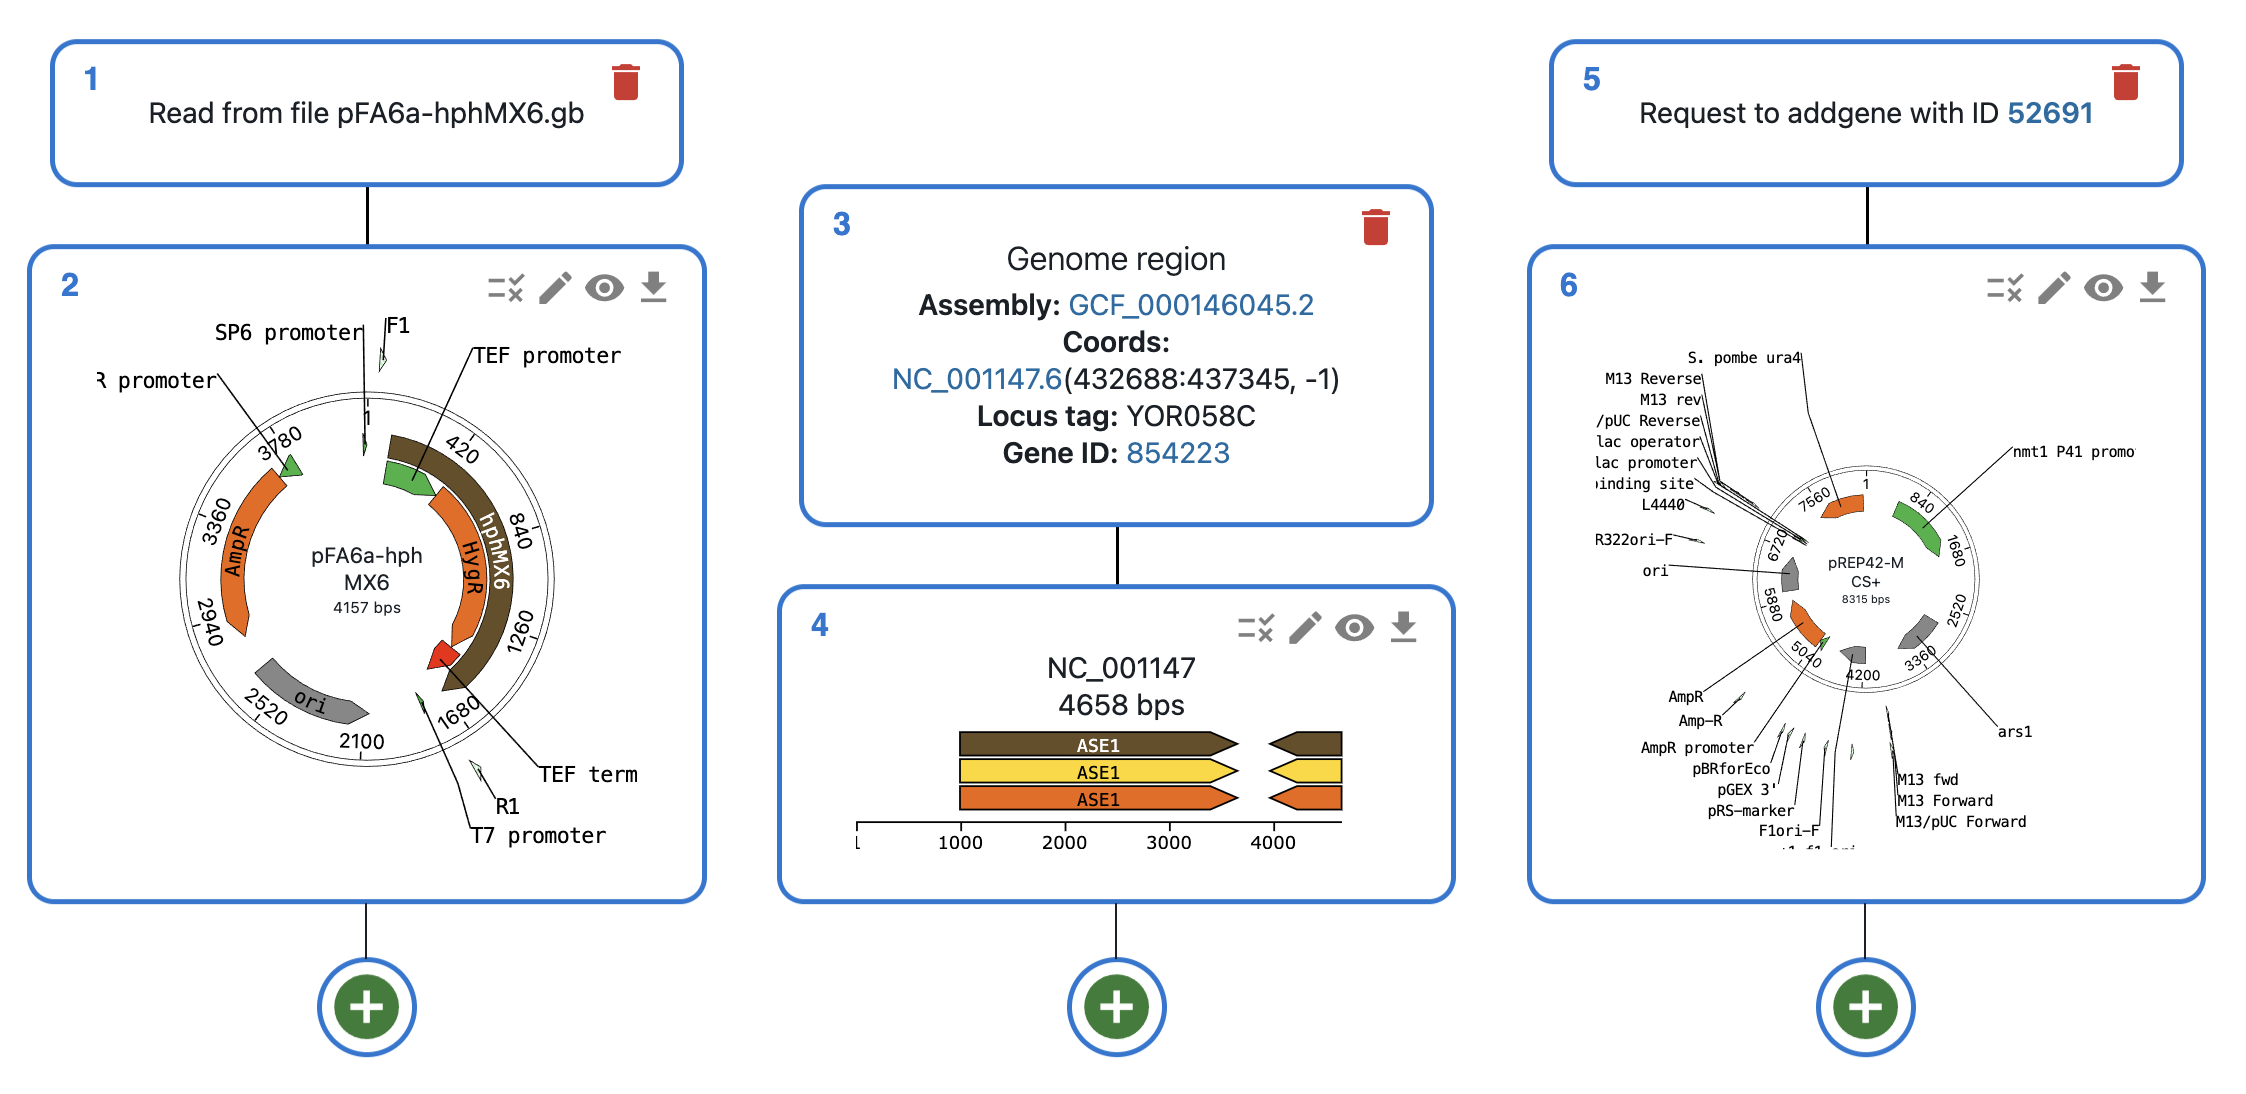 1
Read from file pFA6a-hphMX6.gb
2
SP6 promoter
F1
TEF promoter
R promoter
1
420
840
1260
1680
2100
2520
2940
3360
3780
AmpR
HygR
hphMX6
ori
pFA6a-hph
MX6
4157 bps
TEF term
R1
T7 promoter
3
Genome region
Assembly: GCF_000146045.2
Coords:
NC_001147.6(432688:437345, -1)
Locus tag: YOR058C
Gene ID: 854223
4
NC_001147
4658 bps
ASE1
ASE1
ASE1
1 1000 2000 3000 4000
5
Request to addgene with ID 52691
6
S. pombe ura4
M13 Reverse
M13 rev
/pUC Reverse
lac operator
lac promoter
binding site
L4440
R322ori-F
ori
nmt1 P41 promo
1
840
1680
2520
3360
4200
5040
5880
6720
7560
pREP42-M
CS+
8315 bps
AmpR
Amp-R
AmpR promoter
pBRforEco
pGEX 3'
pRS-marker
F1ori-F
ars1
M13 fwd
M13 Forward
M13/pUC Forward